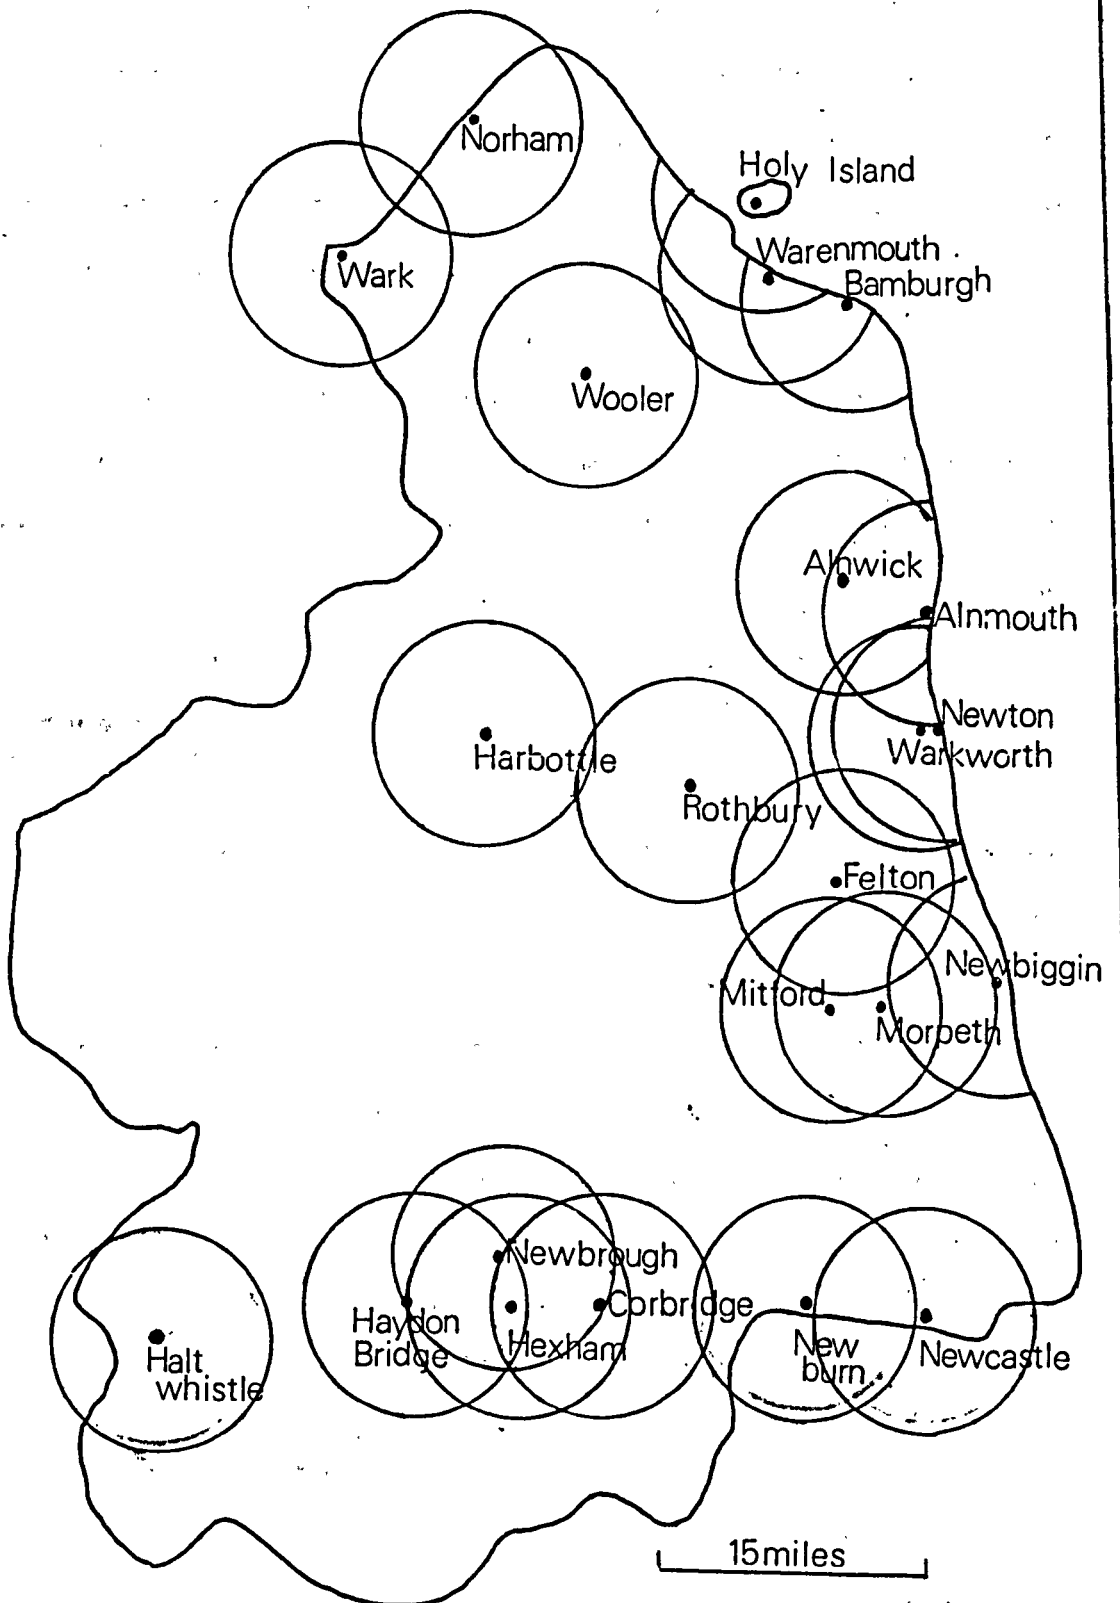 Norham
Holy Island
Warenmouth
Bamburgh
Wark
Wooler
Alnwick
Alnmouth
Newton
Warkworth
Harbottle
Rothbury
Felton
Newbiggin
Mitford
Morpeth
Newbrough
Corbridge
Haydon
Bridge
Hexham
Halt
whistle
New
burn
Newcastle
15miles